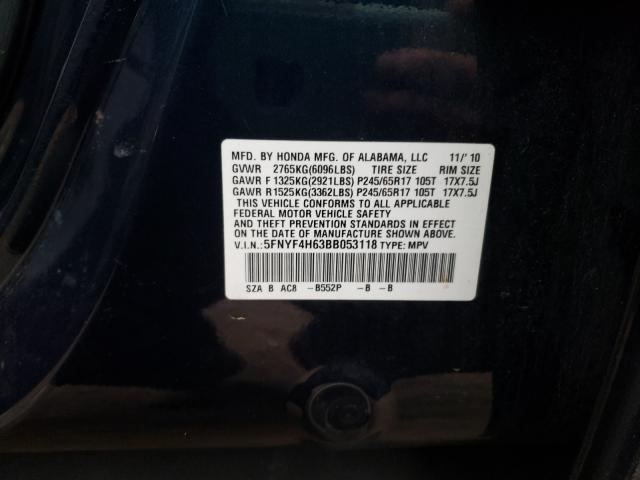 MFD. BY HONDA MFG. OF ALABAMA, LLC 11/'10
GVWR 2765KG(6096LBS) TIRE SIZE RIM SIZE
GAWR F 1325KG(2921LBS) P245/65R17 105T 17X7.5J
GAWR R 1525KG(3362LBS) P245/65R17 105T 17X7.5J
THIS VEHICLE CONFORMS TO ALL APPLICABLE
FEDERAL MOTOR VEHICLE SAFETY
AND THEFT PREVENTION STANDARDS IN EFFECT
ON THE DATE OF MANUFACTURE SHOWN ABOVE.
V.I.N.: 5FNYF4H63BB053118 TYPE: MPV
SZA B AC8 -B552P -B -B